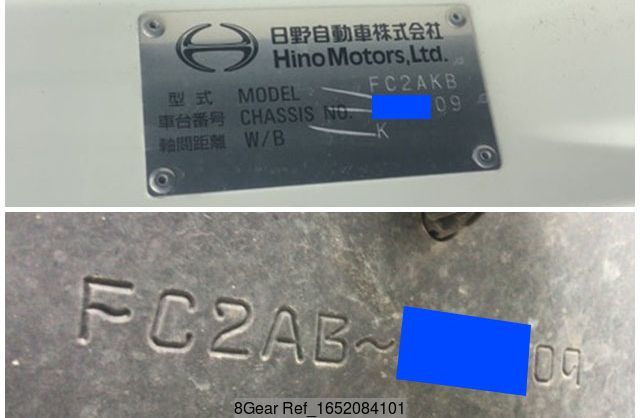 日野自動車株式会社
Hino Motors, Ltd.
型式 MODEL FC2AKB
車台番号 CHASSIS NO. 09
軸間距離 W/B K
FC2AB~ 09
8Gear Ref_1652084101